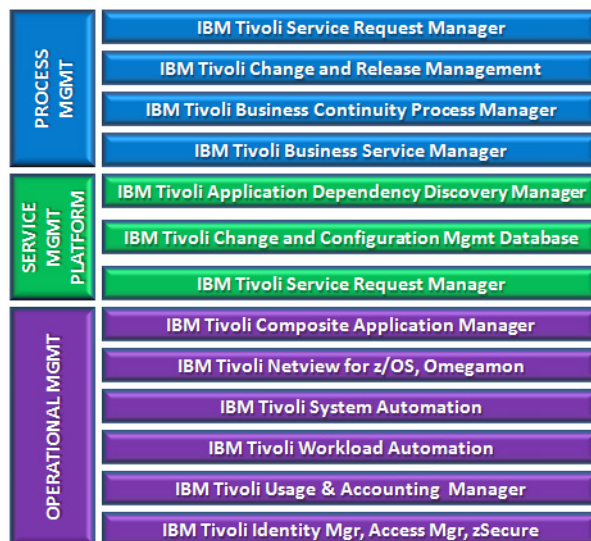 PROCESS
MGMT
IBM Tivoli Service Request Manager
IBM Tivoli Change and Release Management
IBM Tivoli Business Continuity Process Manager
IBM Tivoli Business Service Manager
SERVICE
MGMT
PLATFORM
IBM Tivoli Application Dependency Discovery Manager
IBM Tivoli Change and Configuration Mgmt Database
IBM Tivoli Service Request Manager
OPERATIONAL MGMT
IBM Tivoli Composite Application Manager
IBM Tivoli Netview for z/OS, Omegamon
IBM Tivoli System Automation
IBM Tivoli Workload Automation
IBM Tivoli Usage & Accounting Manager
IBM Tivoli Identity Mgr, Access Mgr, zSecure